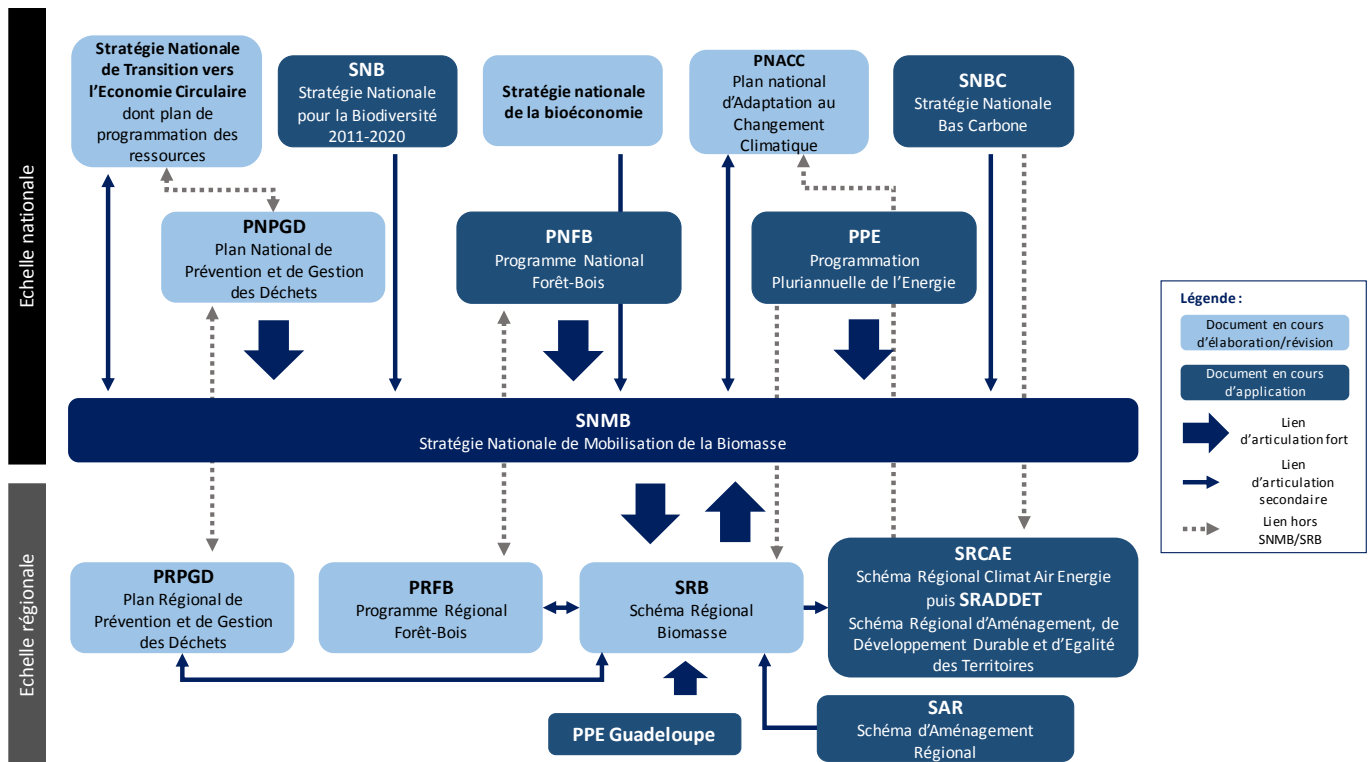 Echelle nationale
Stratégie Nationale
de Transition vers
l'Economie Circulaire
dont plan de
programmation des
ressources
SNB
Stratégie Nationale
pour la Biodiversité
2011-2020
Stratégie nationale
de la bioéconomie
PNACC
Plan national
d'Adaptation au
Changement
Climatique
SNBC
Stratégie Nationale
Bas Carbone
PNPGD
Plan National de
Prévention et de Gestion
des Déchets
PNFB
Programme National
Forêt-Bois
PPE
Programmation
Pluriannuelle de l'Energie
SNMB
Stratégie Nationale de Mobilisation de la Biomasse
Légende :
Document en cours
d'élaboration/révision
Document en cours
d'application
Lien
d'articulation fort
Lien
d'articulation
secondaire
Lien hors
SNMB/SRB
Echelle régionale
PRPGD
Plan Régional de
Prévention et de Gestion
des Déchets
PRFB
Programme Régional
Forêt-Bois
SRB
Schéma Régional
Biomasse
SRCAE
Schéma Régional Climat Air Energie
puis SRADDET
Schéma Régional d'Aménagement, de
Développement Durable et d'Egalité
des Territoires
PPE Guadeloupe
SAR
Schéma d'Aménagement
Régional